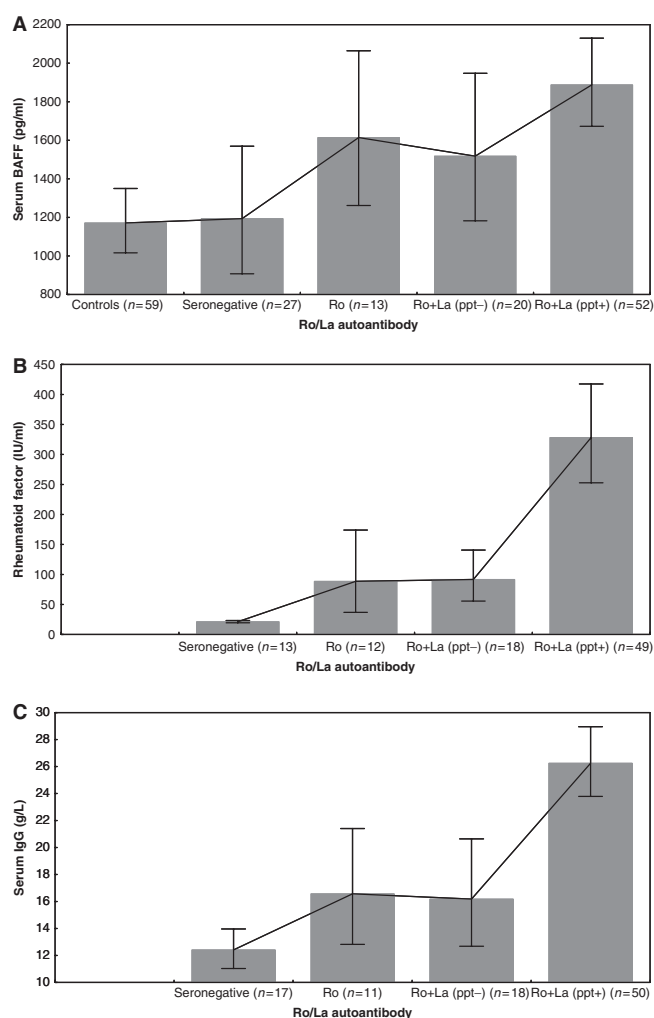 A
2200
2000
1800
1600
1400
1200
1000
800
Serum BAFF (pg/ml)
Controls (n=59) Seronegative (n=27) Ro (n=13) Ro+La (ppt–) (n=20) Ro+La (ppt+) (n=52)
Ro/La autoantibody
B
450
400
350
300
250
200
150
100
50
0
Rheumatoid factor (IU/ml)
Seronegative (n=13) Ro (n=12) Ro+La (ppt–) (n=18) Ro+La (ppt+) (n=49)
Ro/La autoantibody
C
30
28
26
24
22
20
18
16
14
12
10
Serum IgG (g/L)
Seronegative (n=17) Ro (n=11) Ro+La (ppt–) (n=18) Ro+La (ppt+) (n=50)
Ro/La autoantibody